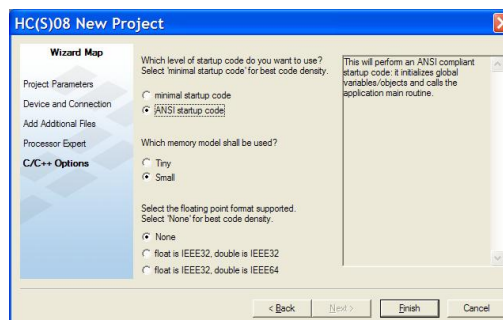 HC(S)08 New Project
Wizard Map
Project Parameters
Device and Connection
Add Additional Files
Processor Expert
C/C++ Options
Which level of startup code do you want to use?
Select 'minimal startup code' for best code density.
minimal startup code
ANSI startup code
Which memory model shall be used?
Tiny
Small
Select the floating point format supported.
Select 'None' for best code density.
None
float is IEEE32, double is IEEE32
float is IEEE32, double is IEEE64
This will perform an ANSI compliant
startup code: it initializes global
variables/objects and calls the
application main routine.
< Back
Next >
Finish
Cancel